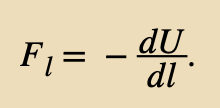 F_l = - dU/dl.